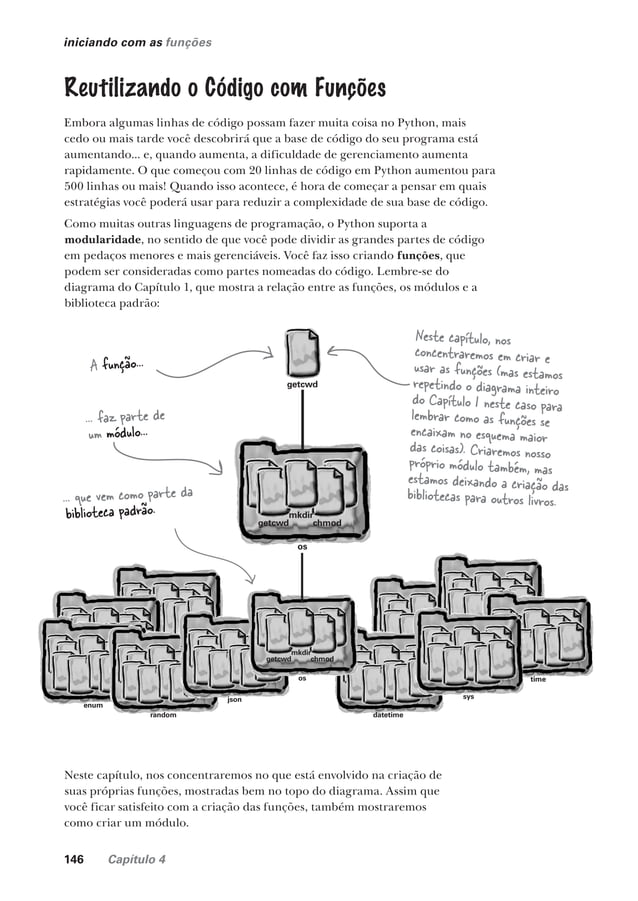 iniciando com as funções
Reutilizando o Código com Funções
Embora algumas linhas de código possam fazer muita coisa no Python, mais
cedo ou mais tarde você descobrirá que a base de código do seu programa está
aumentando... e, quando aumenta, a dificuldade de gerenciamento aumenta
rapidamente. O que começou com 20 linhas de código em Python aumentou para
500 linhas ou mais! Quando isso acontece, é hora de começar a pensar em quais
estratégias você poderá usar para reduzir a complexidade de sua base de código.
Como muitas outras linguagens de programação, o Python suporta a
modularidade, no sentido de que você pode dividir as grandes partes de código
em pedaços menores e mais gerenciáveis. Você faz isso criando funções, que
podem ser consideradas como partes nomeadas do código. Lembre-se do
diagrama do Capítulo 1, que mostra a relação entre as funções, os módulos e a
biblioteca padrão:
A função...
getcwd
Neste capítulo, nos
concentraremos em criar e
usar as funções (mas estamos
repetindo o diagrama inteiro
do Capítulo 1 neste caso para
lembrar como as funções se
encaixam no esquema maior
das coisas). Criaremos nosso
próprio módulo também, mas
estamos deixando a criação das
bibliotecas para outros livros.
... faz parte de
um módulo...
... que vem como parte da
biblioteca padrão.
mkdir
getcwd chmod
os
mkdir
getcwd chmod
os
enum
random
json
datetime
sys
time
Neste capítulo, nos concentraremos no que está envolvido na criação de
suas próprias funções, mostradas bem no topo do diagrama. Assim que
você ficar satisfeito com a criação das funções, também mostraremos
como criar um módulo.
146 Capítulo 4